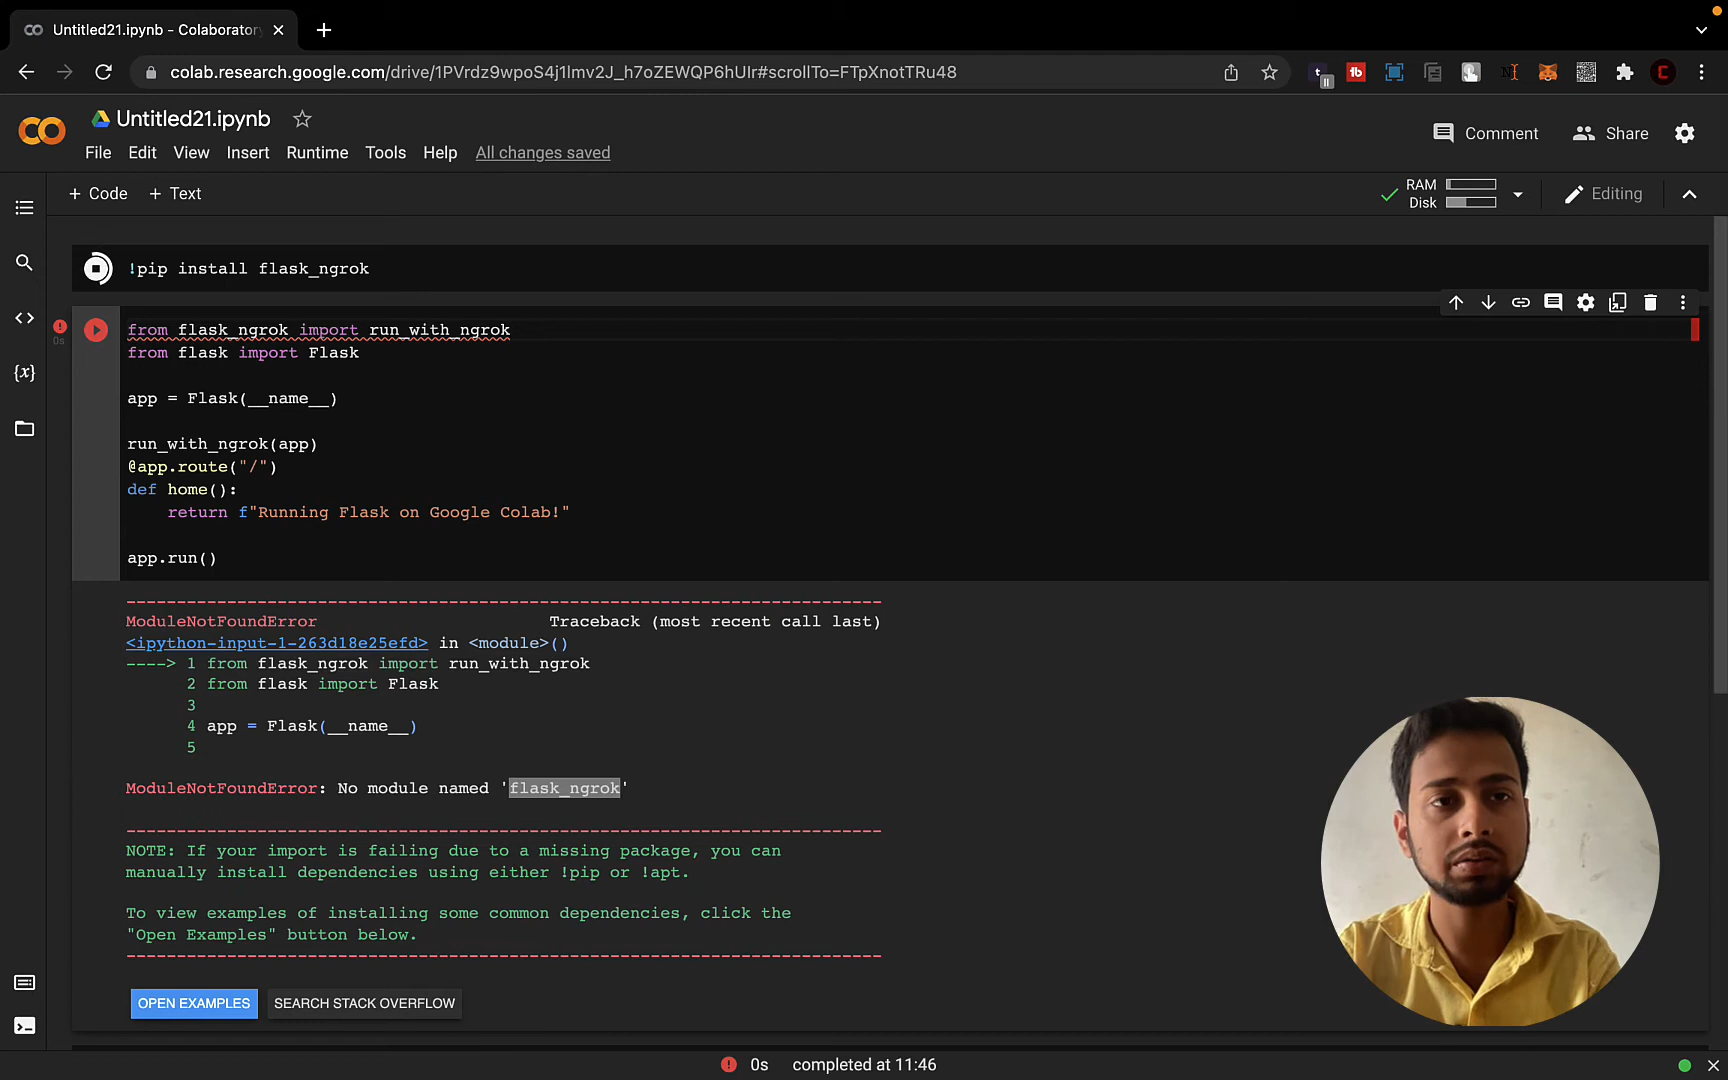 Untitled21.ipynb - Colaboratory
colab.research.google.com/drive/1PVrdz9wpoS4j1lmv2J_h7oZEWQP6hUIr#scrollTo=FTpXnotTRu48
Untitled21.ipynb
Comment
Share
File Edit View Insert Runtime Tools Help All changes saved
+ Code + Text
RAM
Disk
Editing
!pip install flask_ngrok
0s
from flask_ngrok import run_with_ngrok
from flask import Flask
app = Flask(__name__)
run_with_ngrok(app)
@app.route("/")
def home():
return f"Running Flask on Google Colab!"
app.run()
---------------------------------------------------------------------------
ModuleNotFoundError Traceback (most recent call last)
<ipython-input-1-263d18e25efd> in <module>()
----> 1 from flask_ngrok import run_with_ngrok
2 from flask import Flask
3
4 app = Flask(__name__)
5
ModuleNotFoundError: No module named 'flask_ngrok'
---------------------------------------------------------------------------
NOTE: If your import is failing due to a missing package, you can
manually install dependencies using either !pip or !apt.
To view examples of installing some common dependencies, click the
"Open Examples" button below.
---------------------------------------------------------------------------
OPEN EXAMPLES SEARCH STACK OVERFLOW
0s completed at 11:46